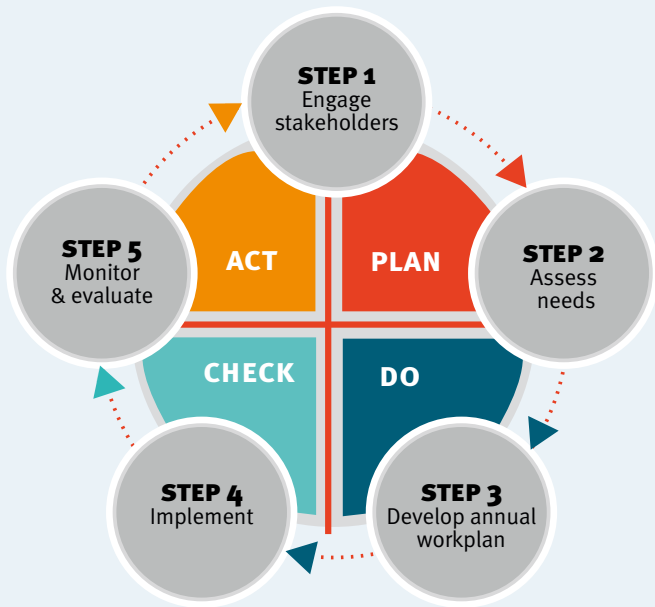 STEP 1
Engage
stakeholders
STEP 2
Assess
needs
STEP 3
Develop annual
workplan
STEP 4
Implement
STEP 5
Monitor
& evaluate
ACT
PLAN
CHECK
DO